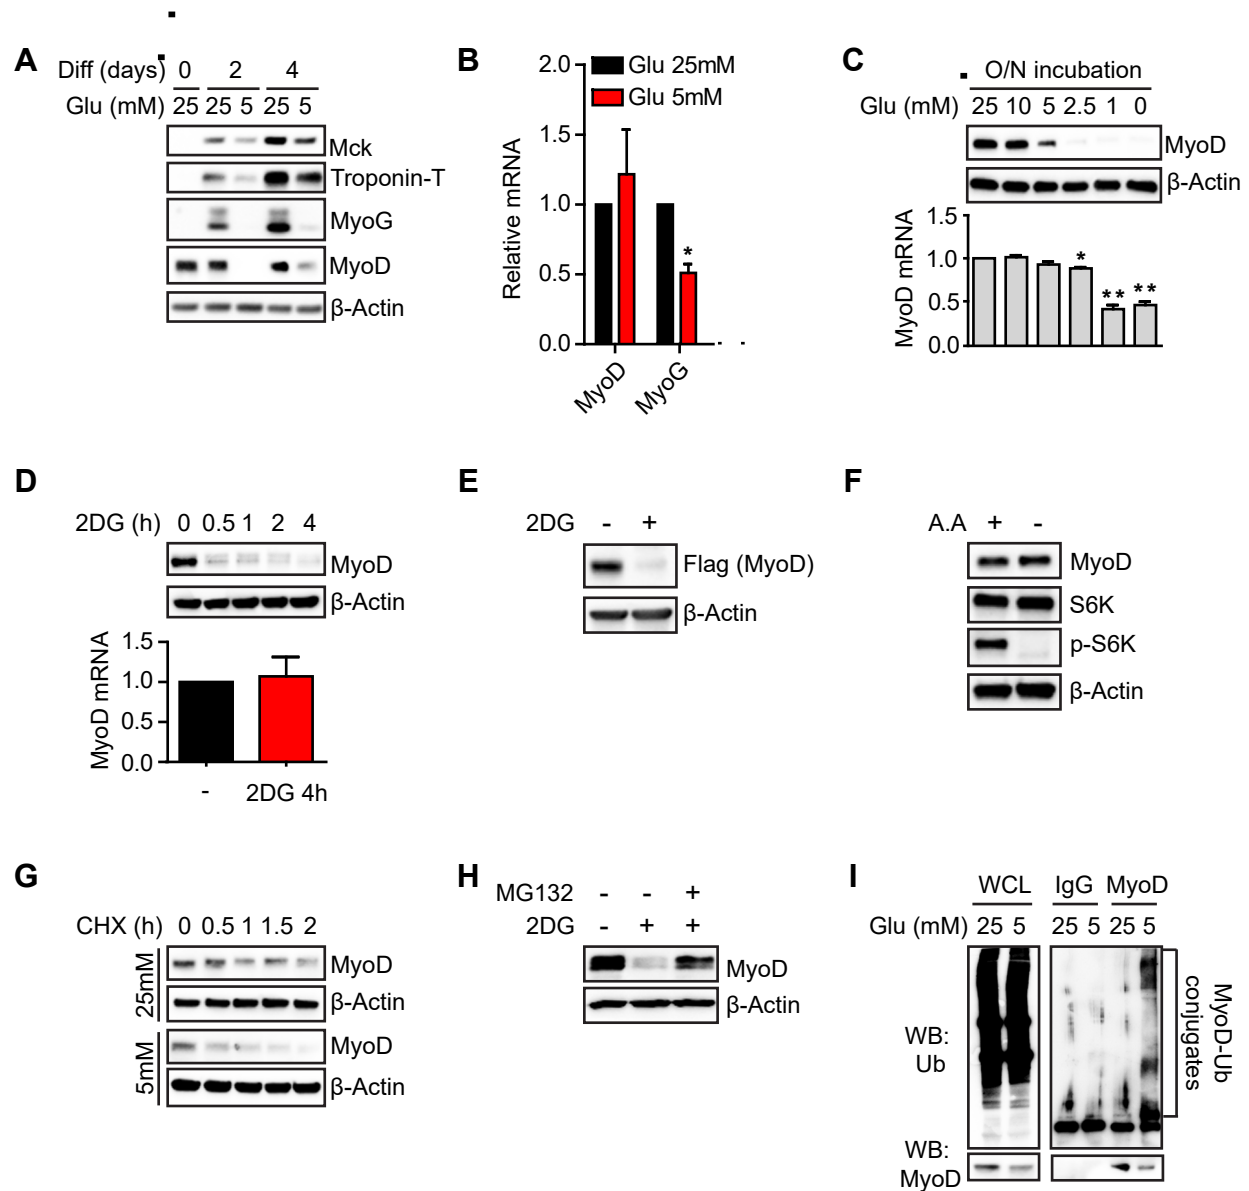 A
Diff (days) 0 2 4
Glu (mM) 25 25 5 25 5
Mck
Troponin-T
MyoG
MyoD
β-Actin
B
2.0
1.5
1.0
0.5
0.0
Relative mRNA
Glu 25mM
Glu 5mM
*
MyoD
MyoG
C
O/N incubation
Glu (mM) 25 10 5 2.5 1 0
MyoD
β-Actin
1.5
1.0
0.5
0.0
MyoD mRNA
*
**
**
D
2DG (h) 0 0.5 1 2 4
MyoD
β-Actin
1.5
1.0
0.5
0.0
MyoD mRNA
- 2DG 4h
E
2DG - +
Flag (MyoD)
β-Actin
F
A.A + -
MyoD
S6K
p-S6K
β-Actin
G
CHX (h) 0 0.5 1 1.5 2
25mM
MyoD
β-Actin
5mM
MyoD
β-Actin
H
MG132 - - +
2DG - + +
MyoD
β-Actin
I
WCL IgG MyoD
Glu (mM) 25 5 25 5 25 5
WB:
Ub
MyoD-Ub
conjugates
WB:
MyoD